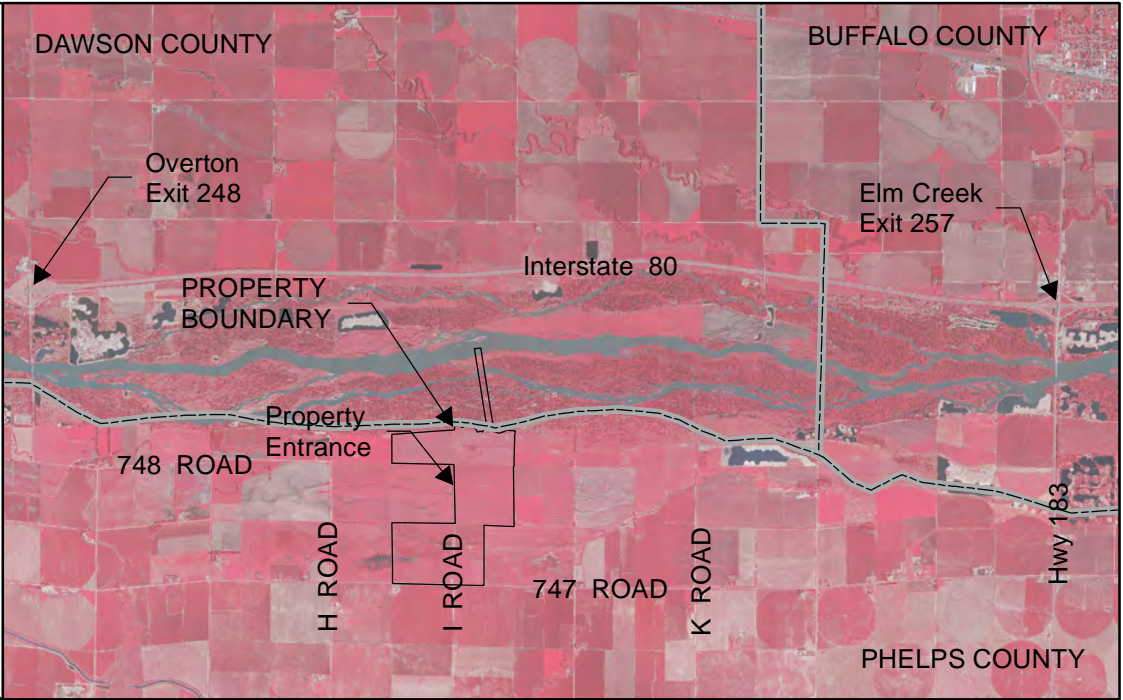 DAWSON COUNTY
BUFFALO COUNTY
Overton
Exit 248
Elm Creek
Exit 257
Interstate 80
PROPERTY
BOUNDARY
Property
Entrance
748 ROAD
H ROAD
I ROAD
747 ROAD
K ROAD
Hwy 183
PHELPS COUNTY